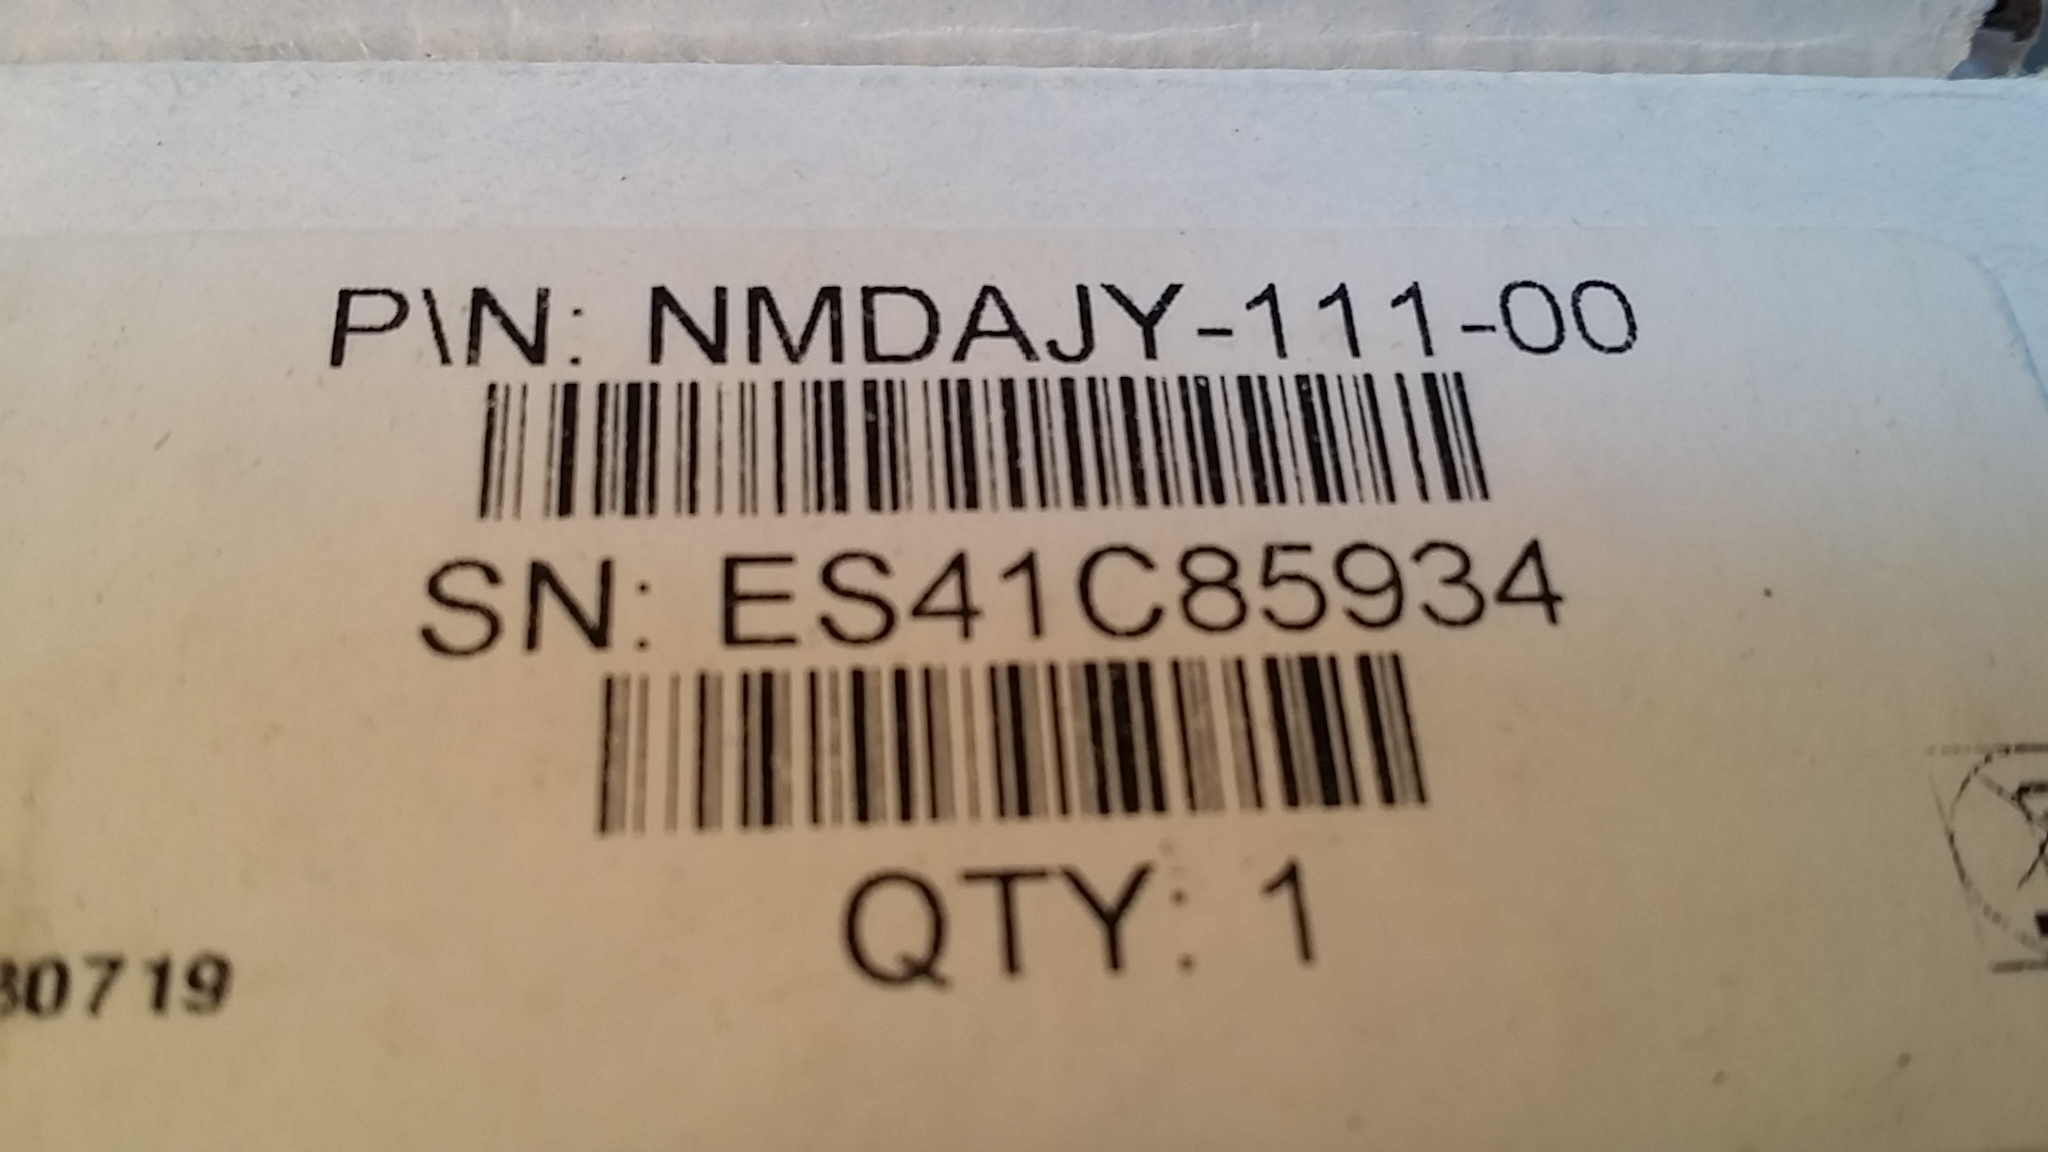 P\N: NMDAJY-111-00
SN: ES41C85934
QTY: 1
30719